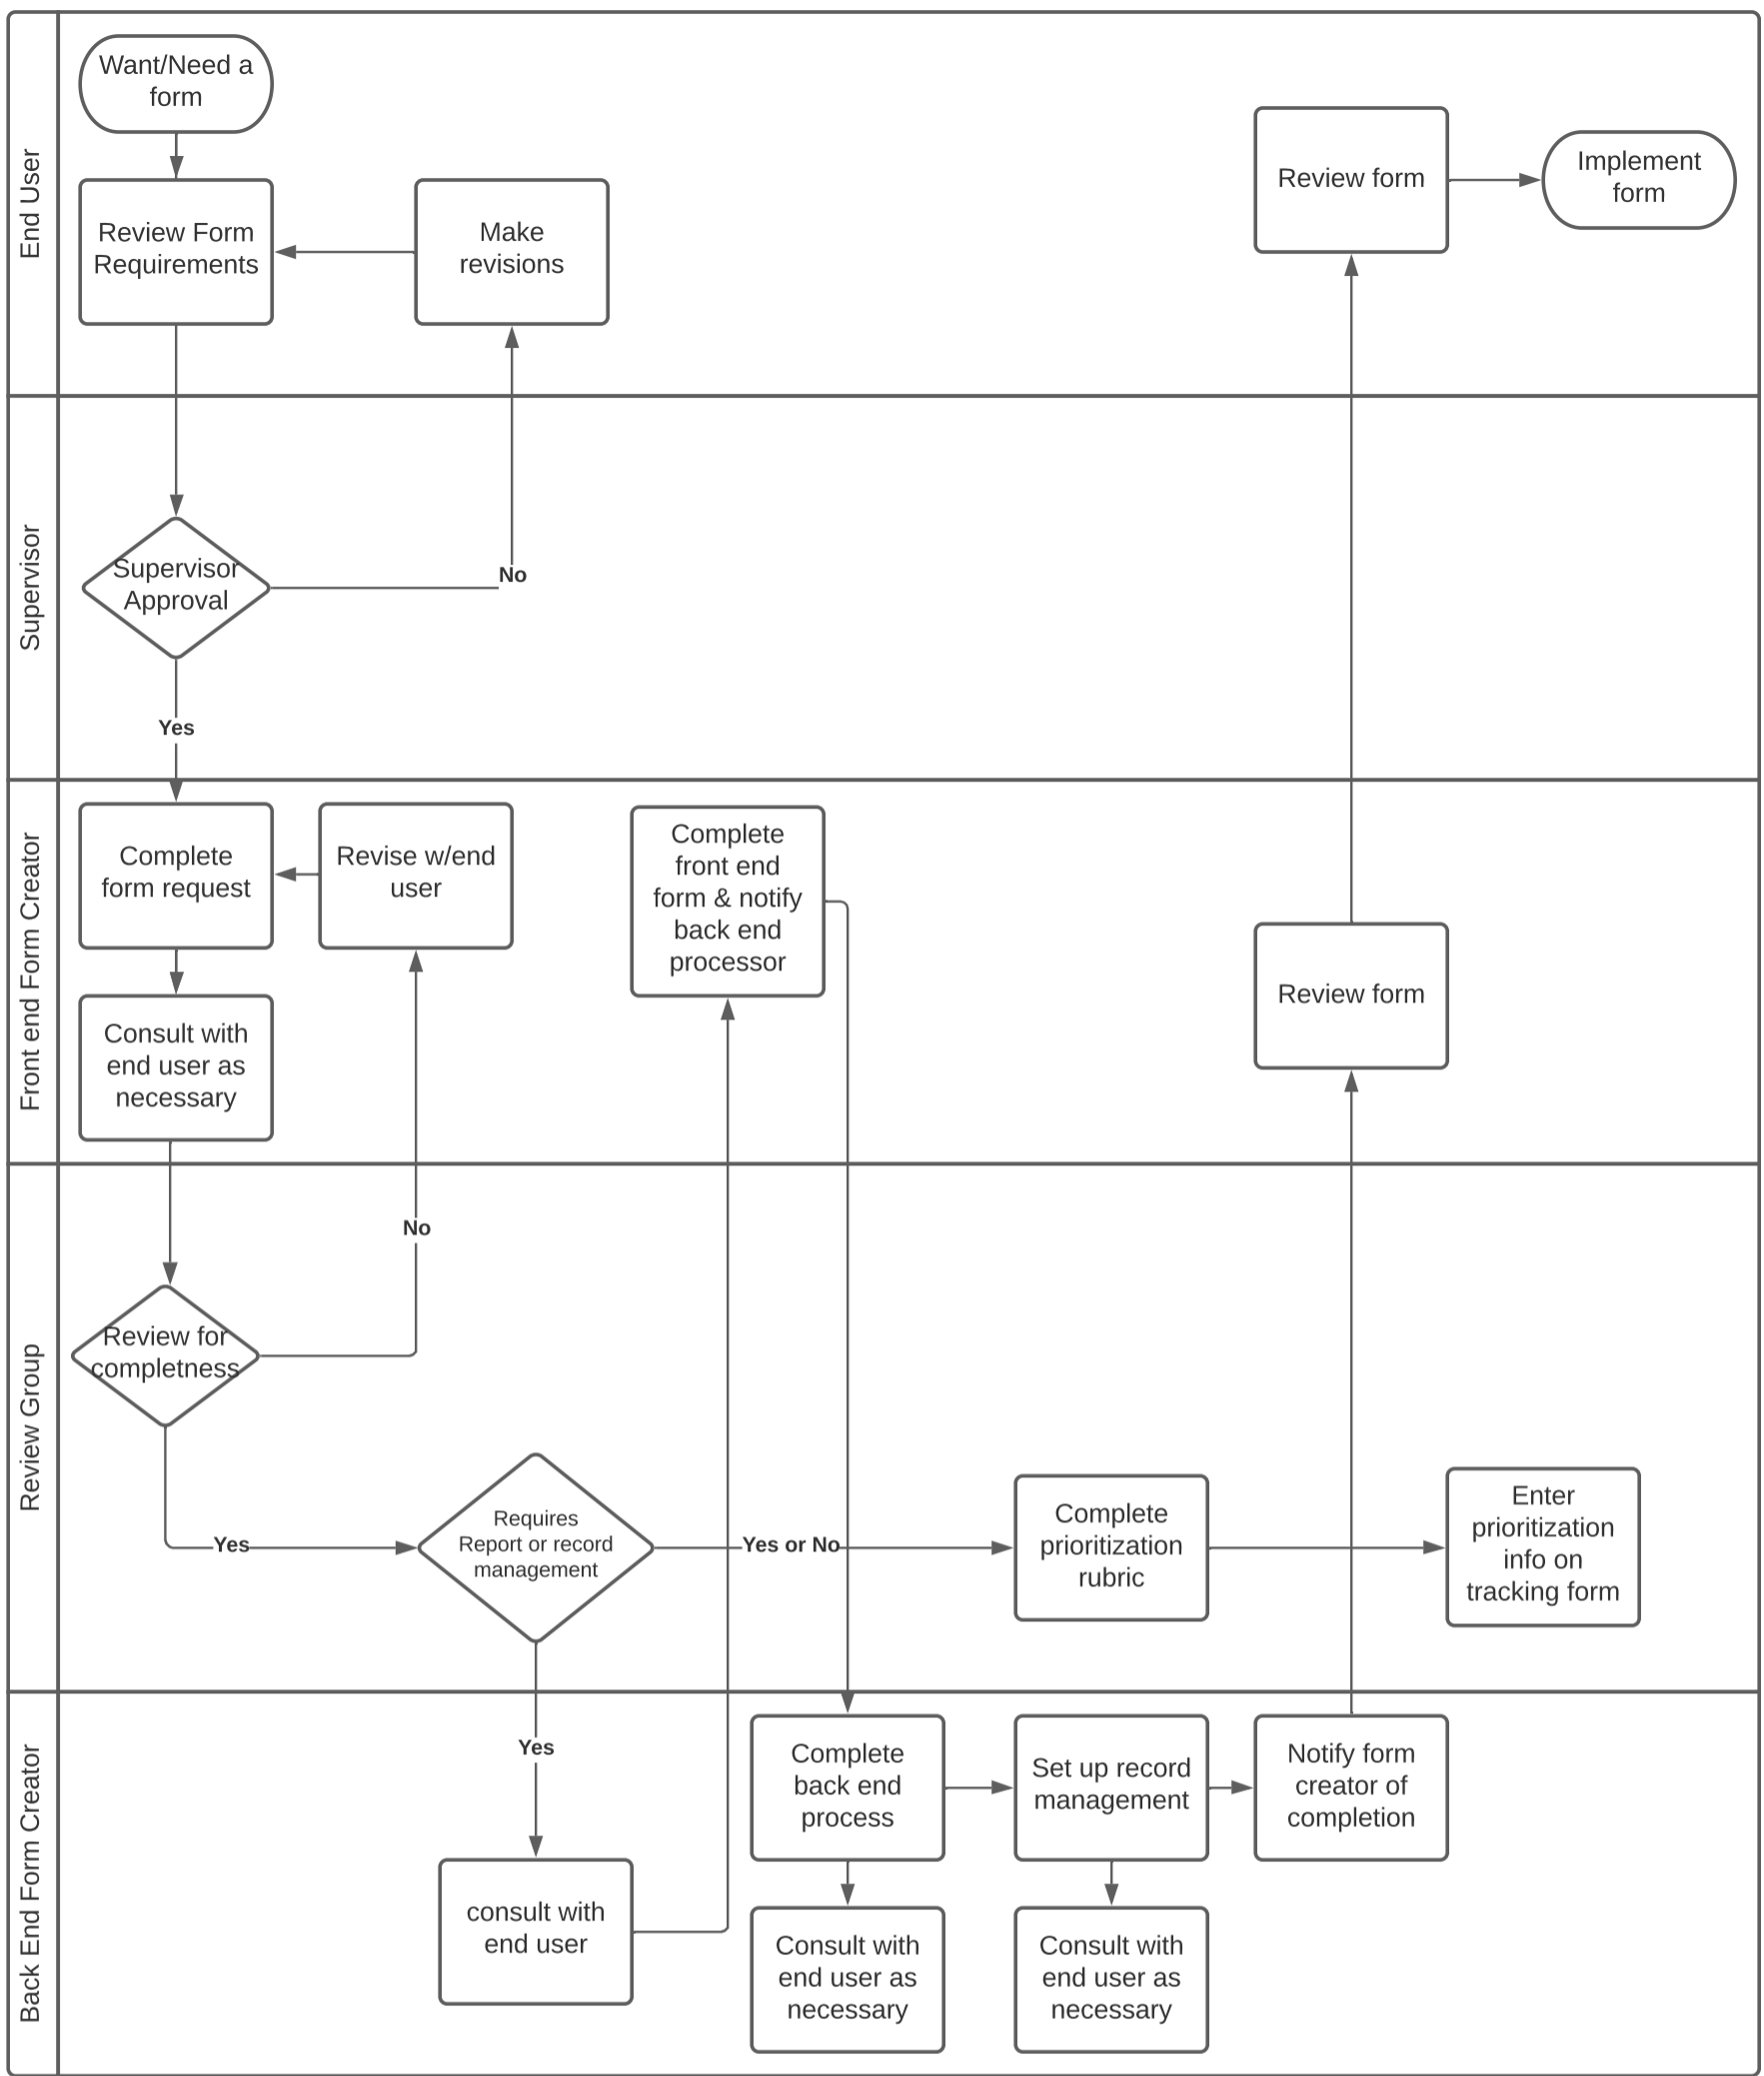 End User
Want/Need a
form
Review Form
Requirements
Make
revisions
Review form
Implement
form
Supervisor
Supervisor
Approval
No
Yes
Front end Form Creator
Complete
form request
Revise w/end
user
Complete
front end
form & notify
back end
processor
Consult with
end user as
necessary
Review form
Review Group
No
Review for
completness
Yes
Requires
Report or record
management
Yes or No
Complete
prioritization
rubric
Enter
prioritization
info on
tracking form
Back End Form Creator
Yes
consult with
end user
Complete
back end
process
Set up record
management
Notify form
creator of
completion
Consult with
end user as
necessary
Consult with
end user as
necessary